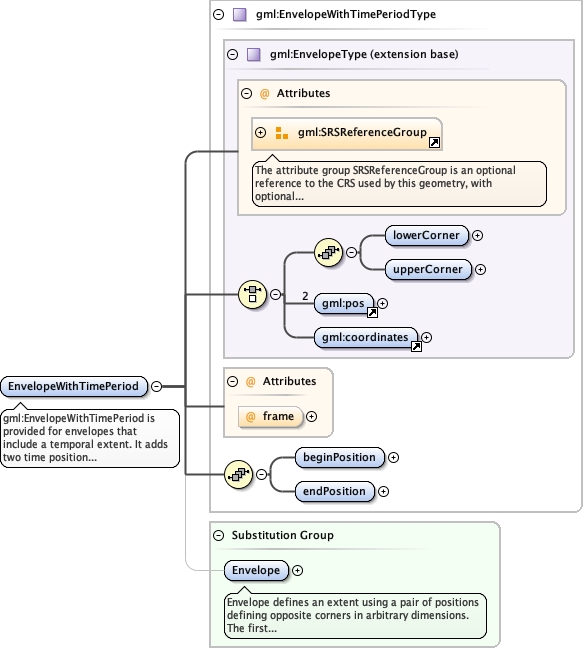 gml:EnvelopeWithTimePeriodType
gml:EnvelopeType (extension base)
@ Attributes
gml:SRSReferenceGroup
The attribute group SRSReferenceGroup is an optional
reference to the CRS used by this geometry, with
optional...
lowerCorner
upperCorner
2
gml:pos
gml:coordinates
EnvelopeWithTimePeriod
gml:EnvelopeWithTimePeriod is
provided for envelopes that
include a temporal extent. It adds
two time position...
@ Attributes
@ frame
beginPosition
endPosition
Substitution Group
Envelope
Envelope defines an extent using a pair of positions
defining opposite corners in arbitrary dimensions.
The first...